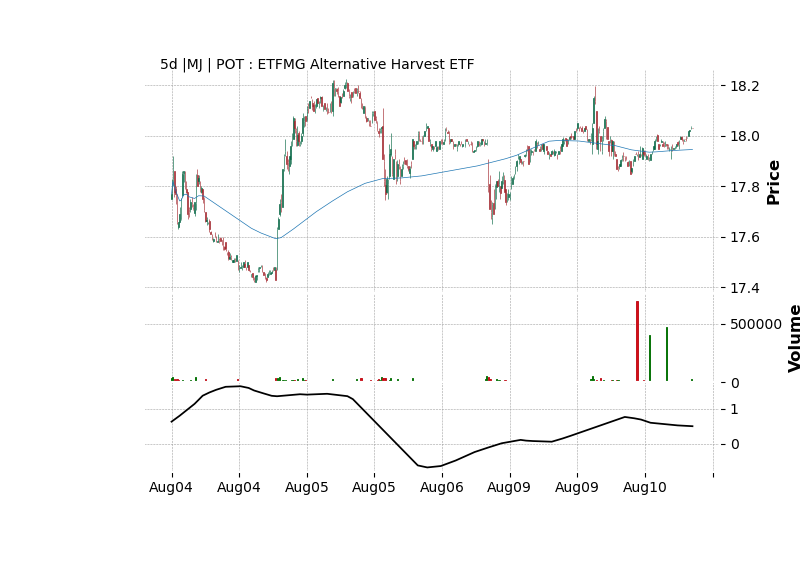 5d |MJ | POT : ETFMG Alternative Harvest ETF
18.2
18.0
17.8
17.6
17.4
Price
500000
0
Volume
1
0
Aug04 Aug04 Aug05 Aug05 Aug06 Aug09 Aug09 Aug10